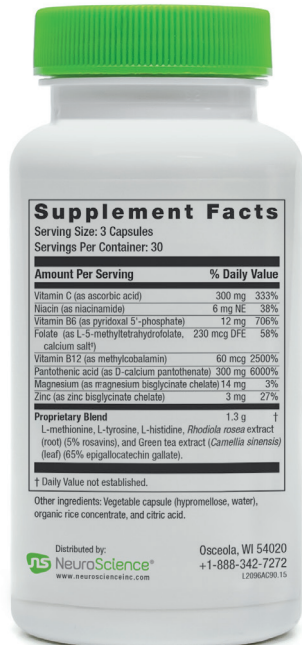 Supplement Facts
Serving Size: 3 Capsules
Servings Per Container: 30
Amount Per Serving % Daily Value
Vitamin C (as ascorbic acid) 300 mg 333%
Niacin (as niacinamide) 6 mg NE 38%
Vitamin B6 (as pyridoxal 5'-phosphate) 12 mg 706%
Folate (as L-5-methyltetrahydrofolate, 230 mcg DFE 58%
calcium salt‡)
Vitamin B12 (as methylcobalamin) 60 mcg 2500%
Pantothenic acid (as D-calcium pantothenate) 300 mg 6000%
Magnesium (as magnesium bisglycinate chelate) 14 mg 3%
Zinc (as zinc bisglycinate chelate) 3 mg 27%
Proprietary Blend 1.3 g †
L-methionine, L-tyrosine, L-histidine, Rhodiola rosea extract
(root) (5% rosavins), and Green tea extract (Camellia sinensis)
(leaf) (65% epigallocatechin gallate).
† Daily Value not established.
Other ingredients: Vegetable capsule (hypromellose, water),
organic rice concentrate, and citric acid.
Distributed by:
ns NeuroScience®
www.neuroscienceinc.com
Osceola, WI 54020
+1-888-342-7272
L2096AC90.15